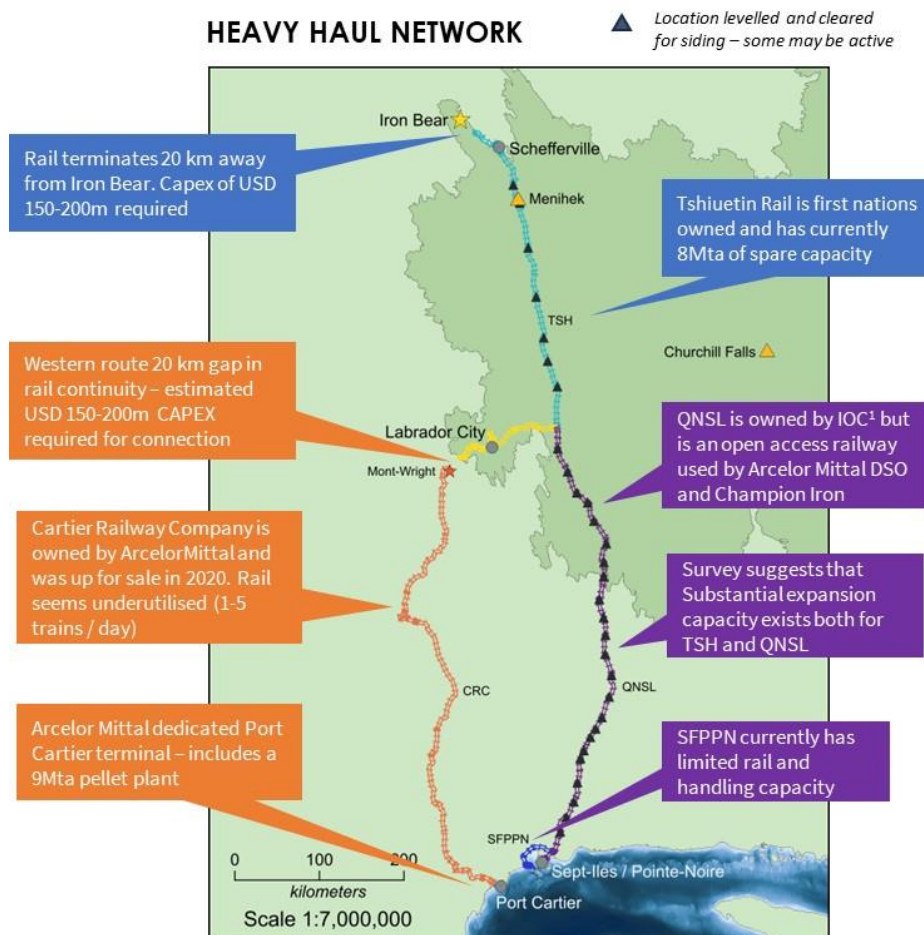 HEAVY HAUL NETWORK
Location levelled and cleared
for siding – some may be active
Iron Bear
Schefferville
Rail terminates 20 km away
from Iron Bear. Capex of USD
150-200m required
Menihek
Tshiuetin Rail is first nations
owned and has currently
8Mta of spare capacity
TSH
Churchill Falls
Western route 20 km gap in
rail continuity – estimated
USD 150-200m CAPEX
required for connection
Labrador City
Mont-Wright
QNSL is owned by IOC¹ but
is an open access railway
used by Arcelor Mittal DSO
and Champion Iron
Cartier Railway Company is
owned by ArcelorMittal and
was up for sale in 2020. Rail
seems underutilised (1-5
trains / day)
Survey suggests that
Substantial expansion
capacity exists both for
TSH and QNSL
CRC
QNSL
Arcelor Mittal dedicated Port
Cartier terminal – includes a
9Mta pellet plant
SFPPN currently has
limited rail and
handling capacity
SFPPN
0 100 200
kilometers
Scale 1:7,000,000
Sept-Iles / Pointe-Noire
Port Cartier